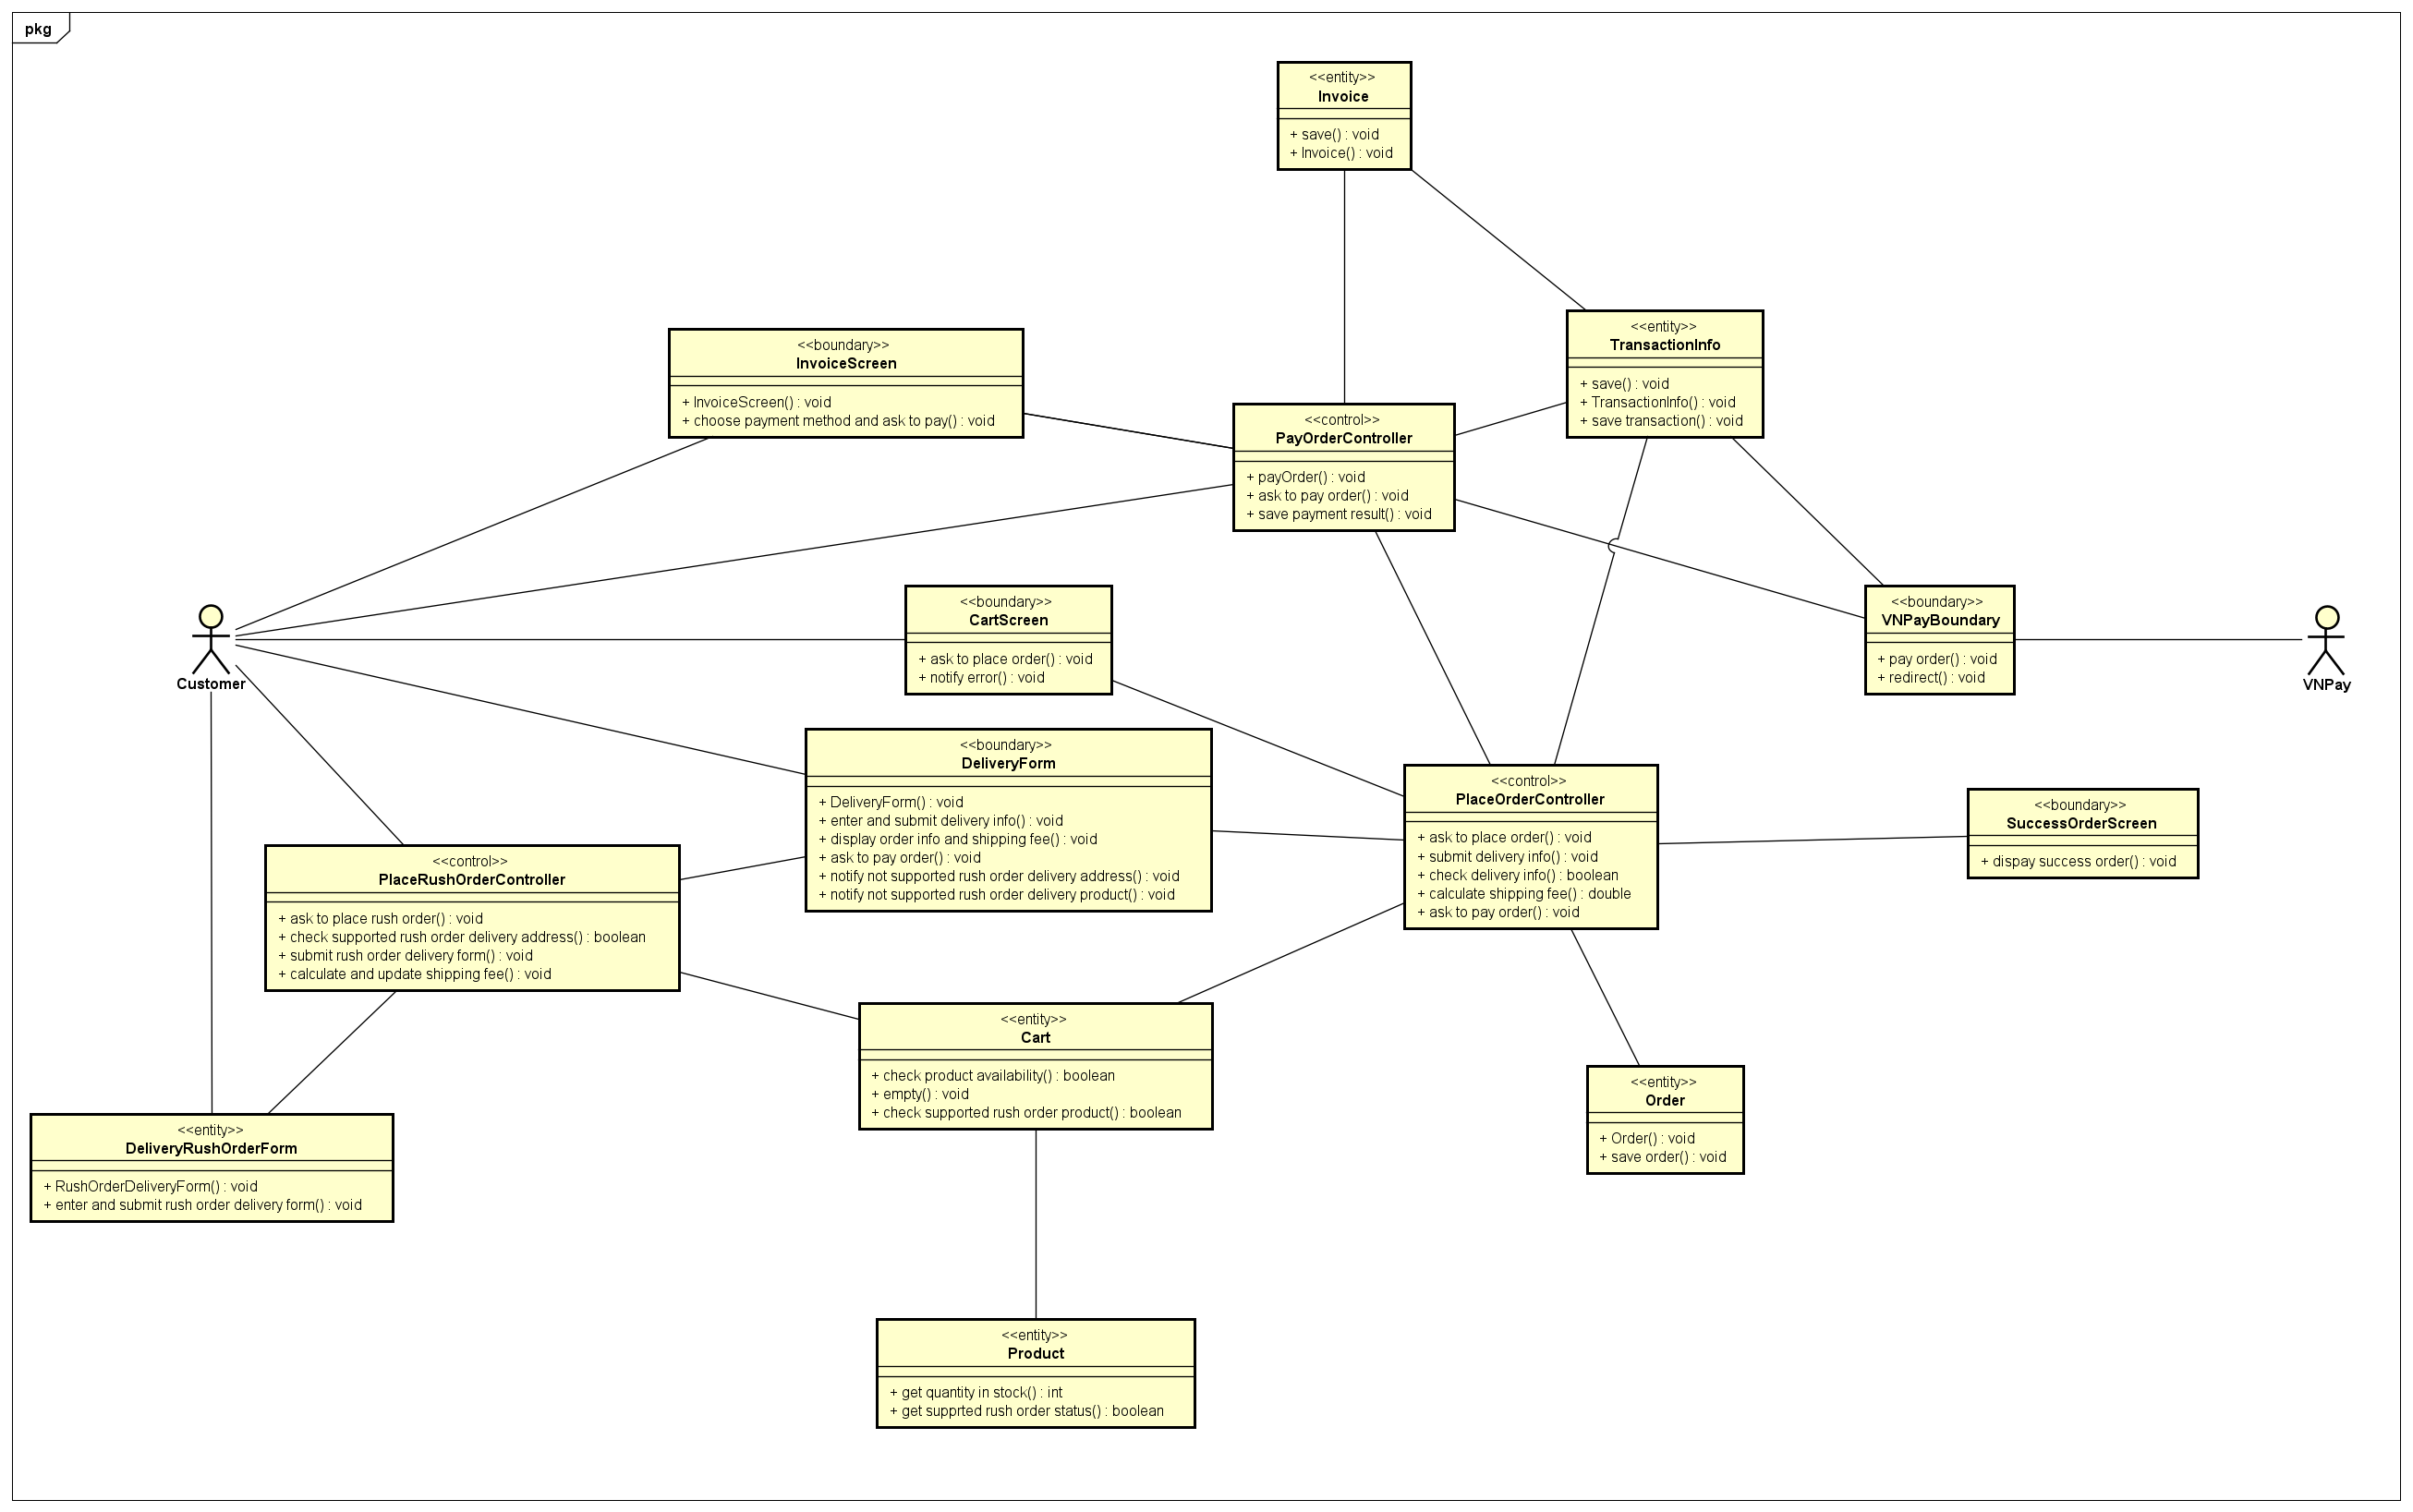 pkg
<<entity>>
Invoice
+ save() : void
+ Invoice() : void
<<entity>>
TransactionInfo
+ save() : void
+ TransactionInfo() : void
+ save transaction() : void
<<boundary>>
InvoiceScreen
+ InvoiceScreen() : void
+ choose payment method and ask to pay() : void
<<control>>
PayOrderController
+ payOrder() : void
+ ask to pay order() : void
+ save payment result() : void
<<boundary>>
CartScreen
+ ask to place order() : void
+ notify error() : void
<<boundary>>
VNPayBoundary
+ pay order() : void
+ redirect() : void
Customer
VNPay
<<boundary>>
DeliveryForm
+ DeliveryForm() : void
+ enter and submit delivery info() : void
+ display order info and shipping fee() : void
+ ask to pay order() : void
+ notify not supported rush order delivery address() : void
+ notify not supported rush order delivery product() : void
<<control>>
PlaceOrderController
+ ask to place order() : void
+ submit delivery info() : void
+ check delivery info() : boolean
+ calculate shipping fee() : double
+ ask to pay order() : void
<<boundary>>
SuccessOrderScreen
+ dispay success order() : void
<<control>>
PlaceRushOrderController
+ ask to place rush order() : void
+ check supported rush order delivery address() : boolean
+ submit rush order delivery form() : void
+ calculate and update shipping fee() : void
<<entity>>
Cart
+ check product availability() : boolean
+ empty() : void
+ check supported rush order product() : boolean
<<entity>>
Order
+ Order() : void
+ save order() : void
<<entity>>
DeliveryRushOrderForm
+ RushOrderDeliveryForm() : void
+ enter and submit rush order delivery form() : void
<<entity>>
Product
+ get quantity in stock() : int
+ get supprted rush order status() : boolean